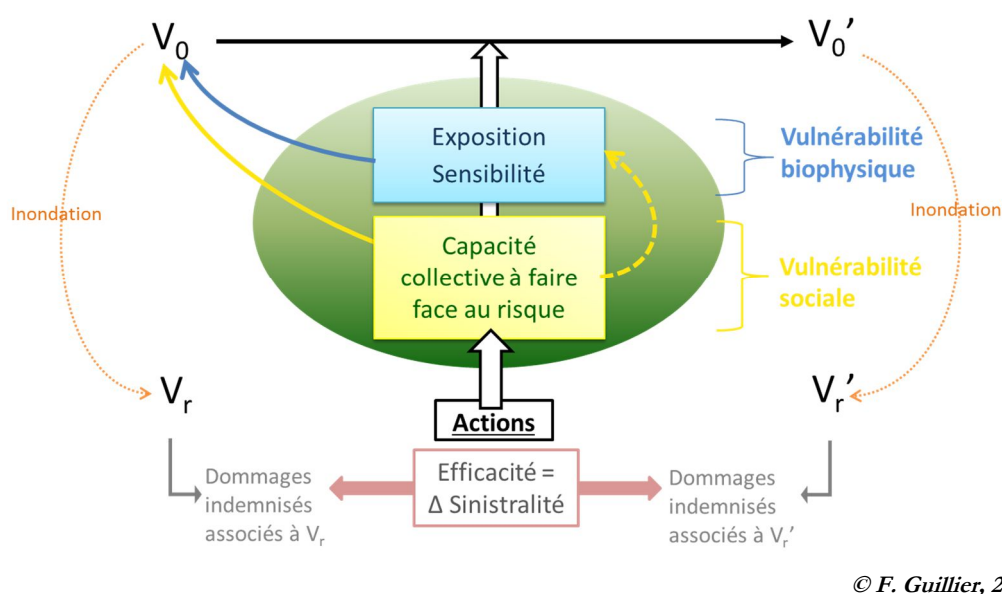 V0
V0’
Exposition
Sensibilité
Vulnérabilité
biophysique
Inondation
Inondation
Capacité
collective à faire
face au risque
Vulnérabilité
sociale
Vr
Vr’
Actions
Efficacité =
Δ Sinistralité
Dommages
indemnisés
associés à Vr
Dommages
indemnisés
associés à Vr’
© F. Guillier, 2